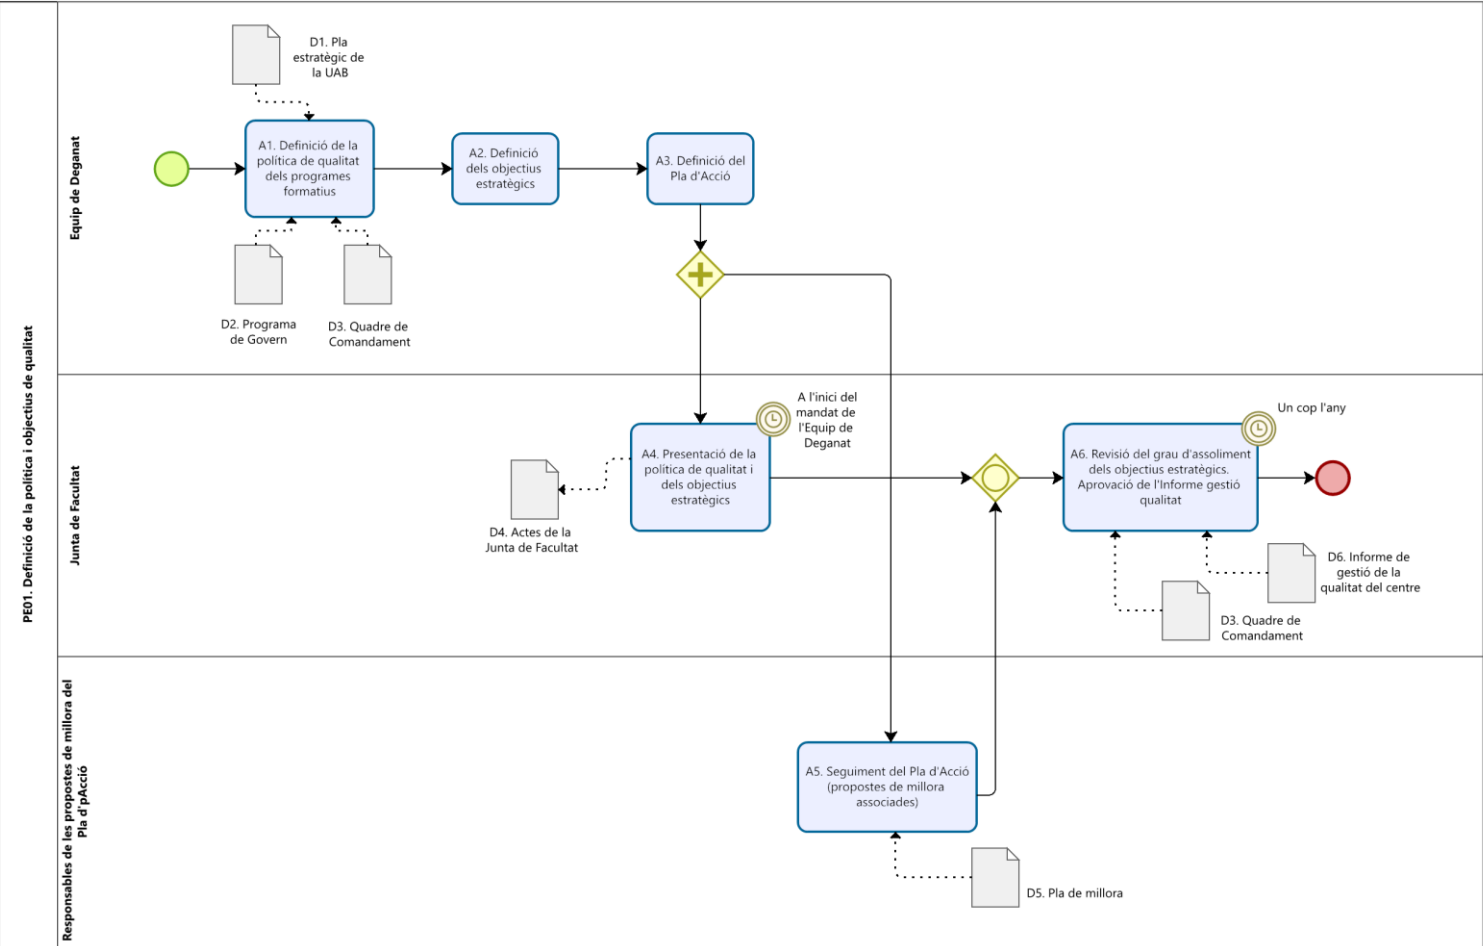 PE01. Definició de la política i objectius de qualitat
Equip de Deganat
D1. Pla
estratègic de
la UAB
A1. Definició de la
política de qualitat
dels programes
formatius
A2. Definició
dels objectius
estratègics
A3. Definició del
Pla d'Acció
D2. Programa
de Govern
D3. Quadre de
Comandament
Junta de Facultat
A l'inici del
mandat de
l'Equip de
Deganat
A4. Presentació de la
política de qualitat i
dels objectius
estratègics
D4. Actes de la
Junta de Facultat
Un cop l'any
A6. Revisió del grau d'assoliment
dels objectius estratègics.
Aprovació de l'Informe gestió
qualitat
D6. Informe de
gestió de la
qualitat del centre
D3. Quadre de
Comandament
Responsables de les propostes de millora del
Pla d'pAcció
A5. Seguiment del Pla d'Acció
(propostes de millora
associades)
D5. Pla de millora